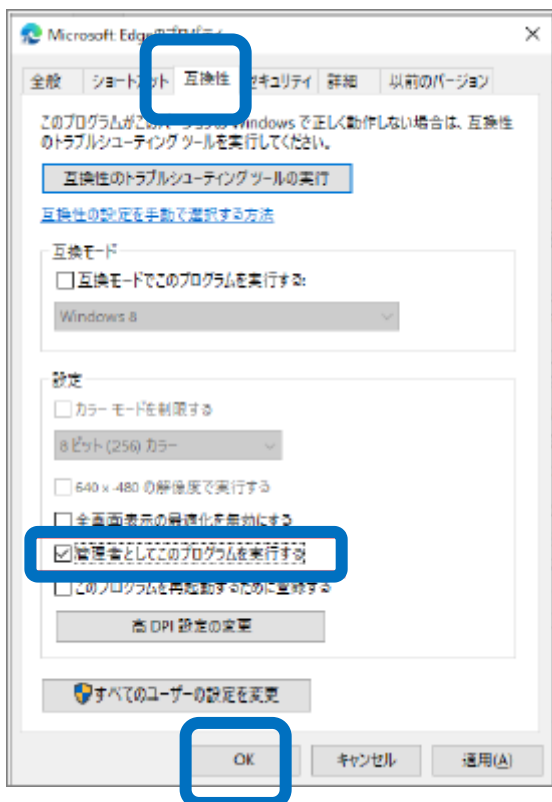 Microsoft Edgeのプロパティ
全般 ショートカット 互換性 セキュリティ 詳細 以前のバージョン
このプログラムがこのバージョンの Windows で正しく動作しない場合は、互換性
のトラブルシューティング ツールを実行してください。
互換性のトラブルシューティング ツールの実行
互換性の設定を手動で選択する方法
互換モード
互換モードでこのプログラムを実行する:
Windows 8
設定
カラー モードを制限する
8 ビット (256) カラー
640 x 480 の解像度で実行する
全画面表示の最適化を無効にする
管理者としてこのプログラムを実行する
このプログラムを再起動するために登録する
高 DPI 設定の変更
すべてのユーザーの設定を変更
OK キャンセル 適用(A)